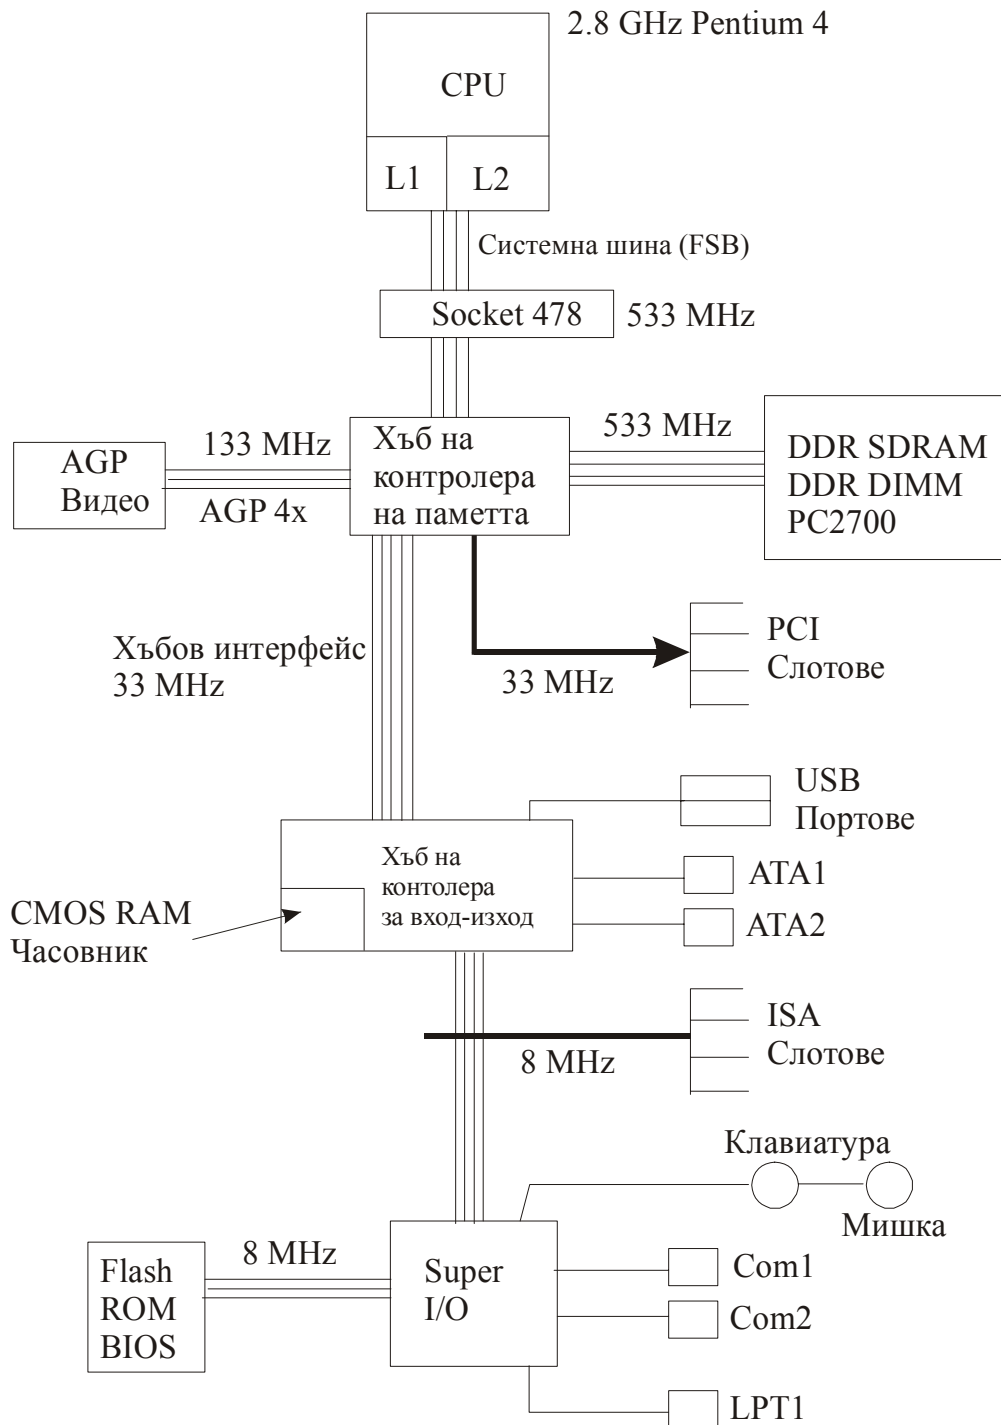 2.8 GHz Pentium 4
CPU
L1
L2
Системна шина (FSB)
Socket 478
533 MHz
AGP
Видео
133 MHz
AGP 4x
Хъб на
контролера
на паметта
533 MHz
DDR SDRAM
DDR DIMM
PC2700
Хъбов интерфейс
33 MHz
33 MHz
PCI
Слотове
USB
Портове
Хъб на
контолера
за вход-изход
ATA1
ATA2
CMOS RAM
Часовник
ISA
Слотове
8 MHz
Клавиатура
Мишка
Flash
ROM
BIOS
8 MHz
Super
I/O
Com1
Com2
LPT1